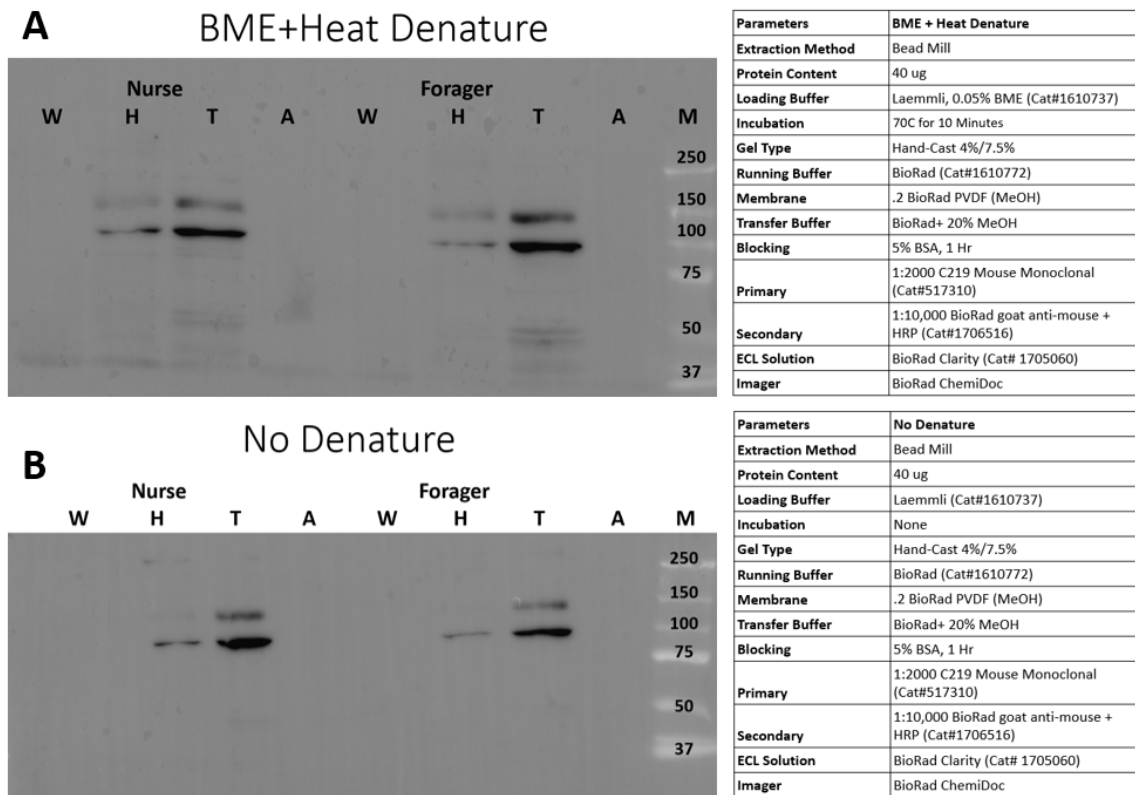 A
BME+Heat Denature
Nurse Forager
W H T A W H T A M
250
150
100
75
50
37
Parameters BME + Heat Denature
Extraction Method Bead Mill
Protein Content 40 ug
Loading Buffer Laemmli, 0.05% BME (Cat#1610737)
Incubation 70C for 10 Minutes
Gel Type Hand-Cast 4%/7.5%
Running Buffer BioRad (Cat#1610772)
Membrane .2 BioRad PVDF (MeOH)
Transfer Buffer BioRad+ 20% MeOH
Blocking 5% BSA, 1 Hr
Primary 1:2000 C219 Mouse Monoclonal
(Cat#517310)
Secondary 1:10,000 BioRad goat anti-mouse +
HRP (Cat#1706516)
ECL Solution BioRad Clarity (Cat# 1705060)
Imager BioRad ChemiDoc
B
No Denature
Nurse Forager
W H T A W H T A M
250
150
100
75
50
37
Parameters No Denature
Extraction Method Bead Mill
Protein Content 40 ug
Loading Buffer Laemmli (Cat#1610737)
Incubation None
Gel Type Hand-Cast 4%/7.5%
Running Buffer BioRad (Cat#1610772)
Membrane .2 BioRad PVDF (MeOH)
Transfer Buffer BioRad+ 20% MeOH
Blocking 5% BSA, 1 Hr
Primary 1:2000 C219 Mouse Monoclonal
(Cat#517310)
Secondary 1:10,000 BioRad goat anti-mouse +
HRP (Cat#1706516)
ECL Solution BioRad Clarity (Cat# 1705060)
Imager BioRad ChemiDoc